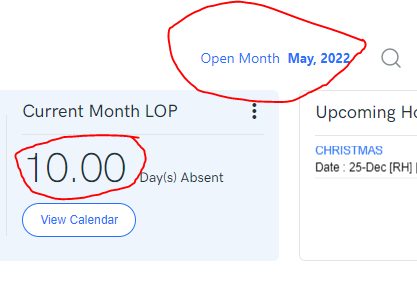 Open Month May, 2022
Current Month LOP
Upcoming Ho
10.00 Day(s) Absent
CHRISTMAS
Date : 25-Dec [RH]
View Calendar